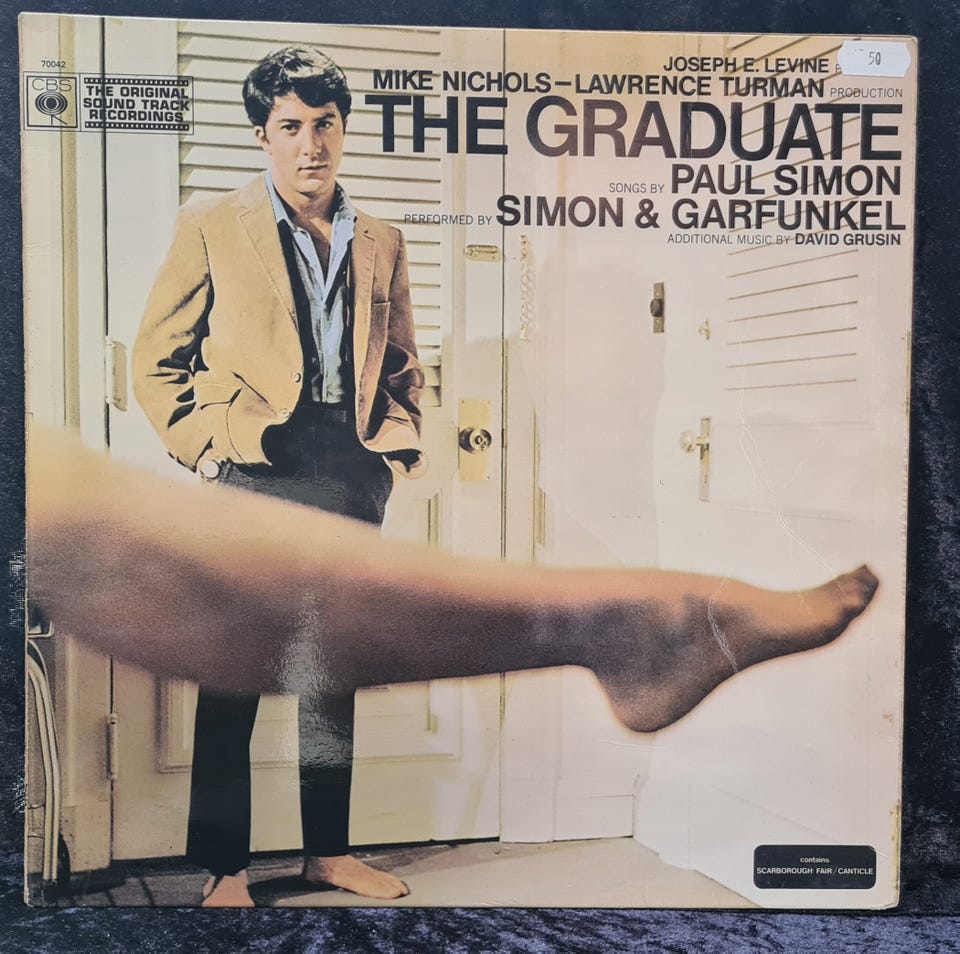 70042
CBS
THE ORIGINAL
SOUND TRACK
RECORDINGS
50
JOSEPH E. LEVINE
MIKE NICHOLS–LAWRENCE TURMAN PRODUCTION
THE GRADUATE
SONGS BY PAUL SIMON
PERFORMED BY SIMON & GARFUNKEL
ADDITIONAL MUSIC BY DAVID GRUSIN
contains
SCARBOROUGH FAIR/CANTICLE